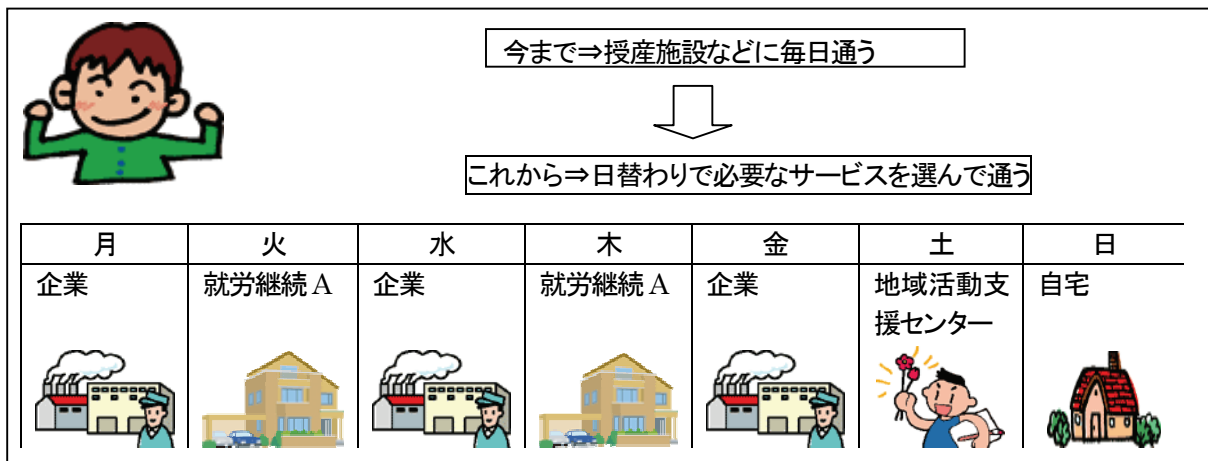 今まで⇒授産施設などに毎日通う
これから⇒日替わりで必要なサービスを選んで通う
月 火 水 木 金 土 日
企業 就労継続A 企業 就労継続A 企業 地域活動支 自宅
援センター